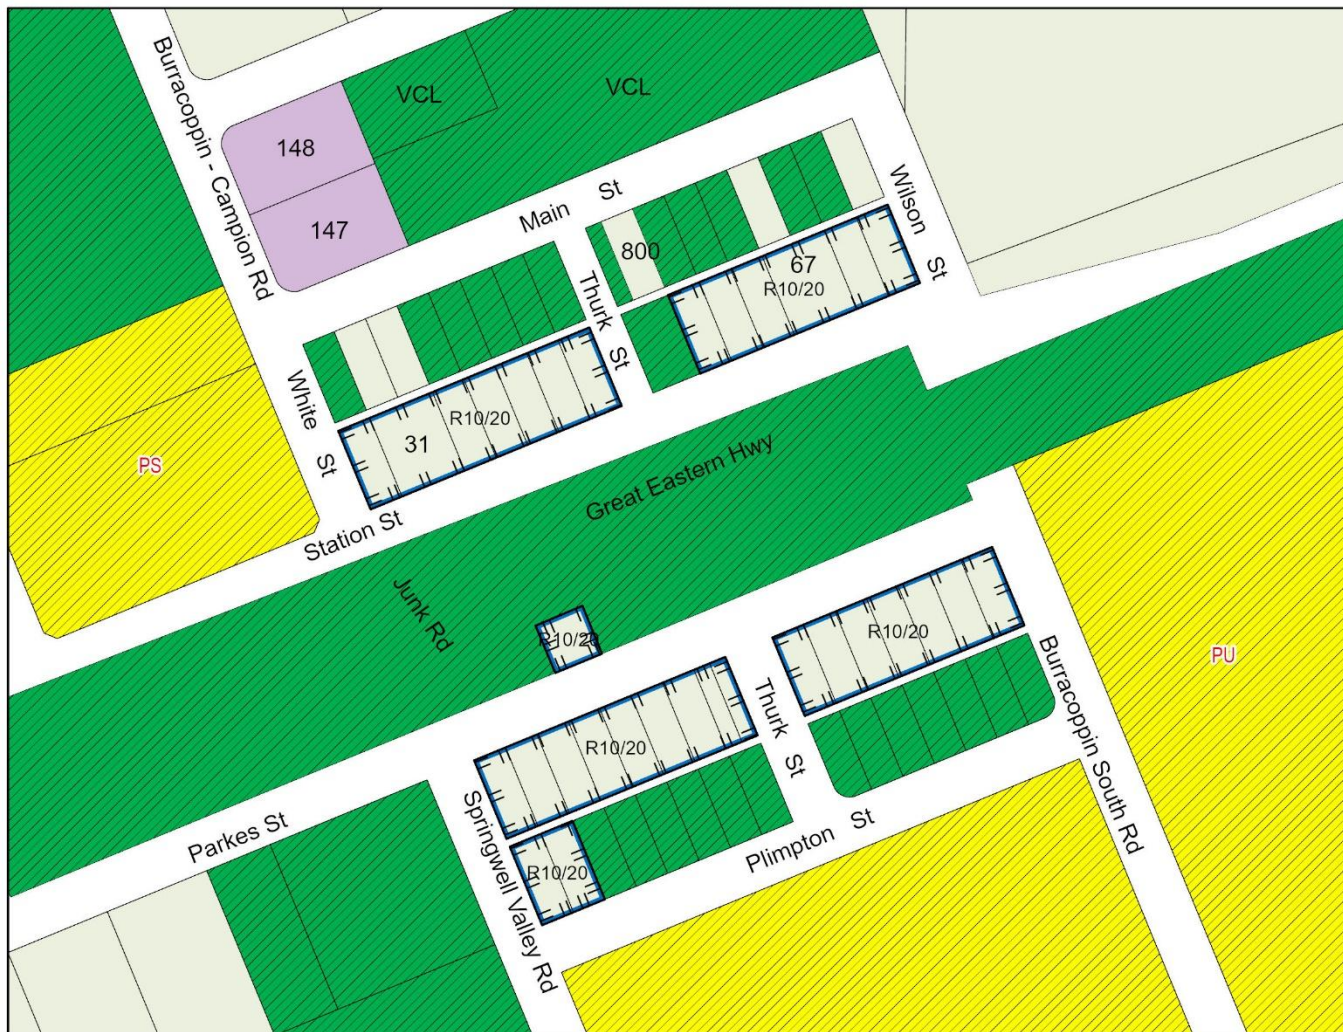 Burracoppin - Campion Rd
VCL
VCL
148
147
Main St
800
Wilson St
67
R10/20
Thurk St
White St
31
R10/20
PS
Great Eastern Hwy
Station St
Junk Rd
R10/20
R10/20
PU
Burracoppin South Rd
Thurk St
R10/20
Parkes St
Springwell Valley Rd
Plimpton St
R10/20